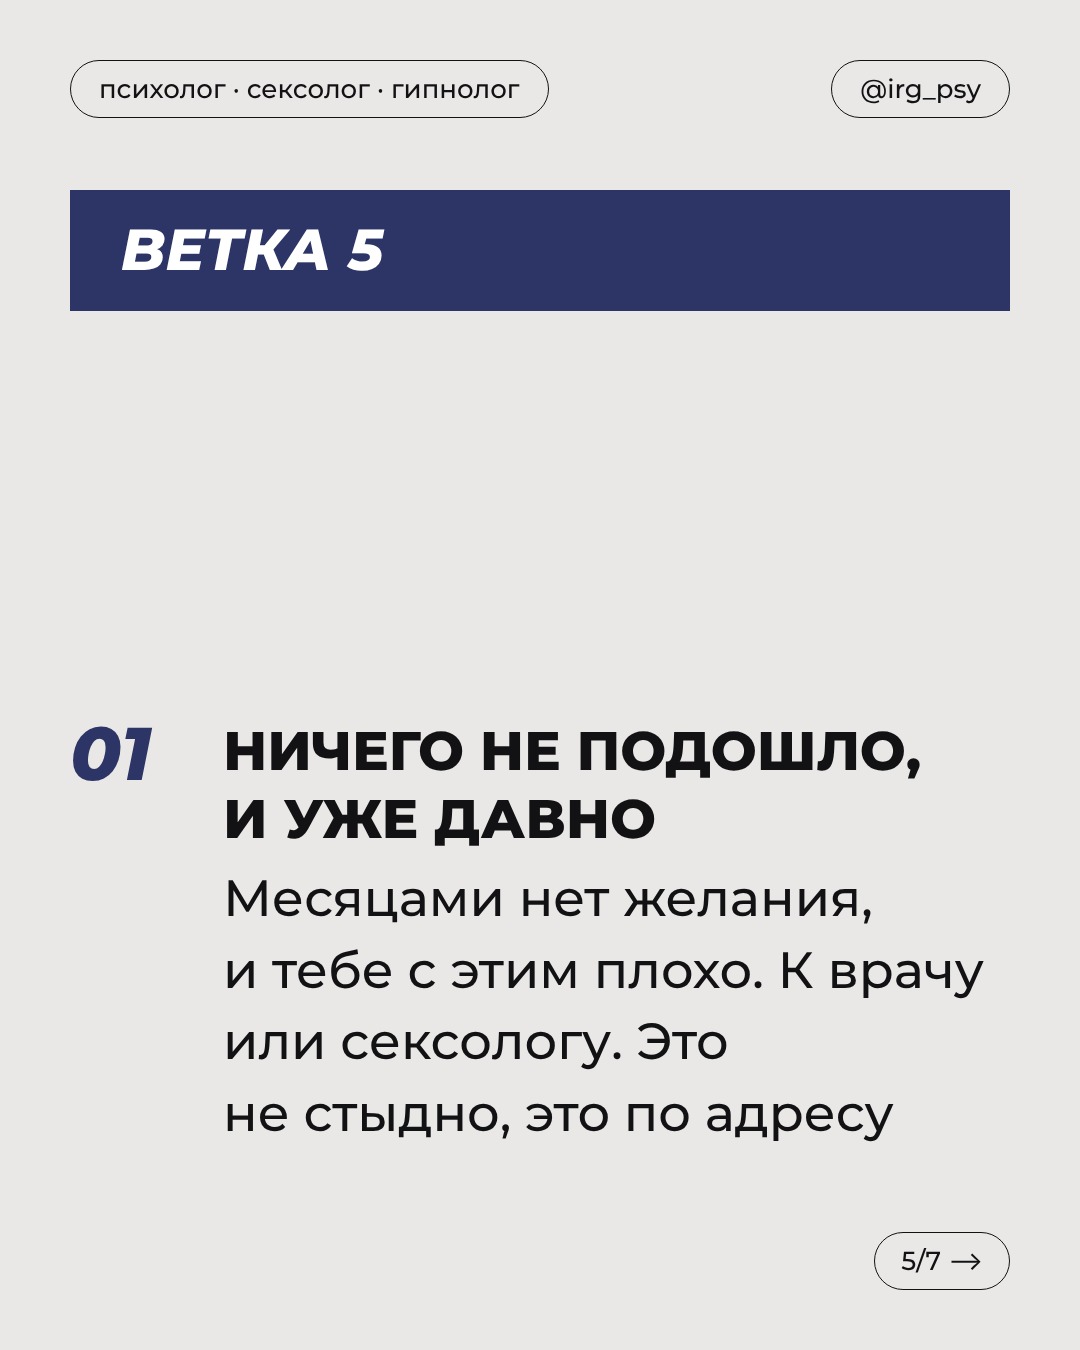 психолог · сексолог · гипнолог
@irg_psy
ВЕТКА 5
01
НИЧЕГО НЕ ПОДОШЛО,
И УЖЕ ДАВНО
Месяцами нет желания,
и тебе с этим плохо. К врачу
или сексологу. Это
не стыдно, это по адресу
5/7 →